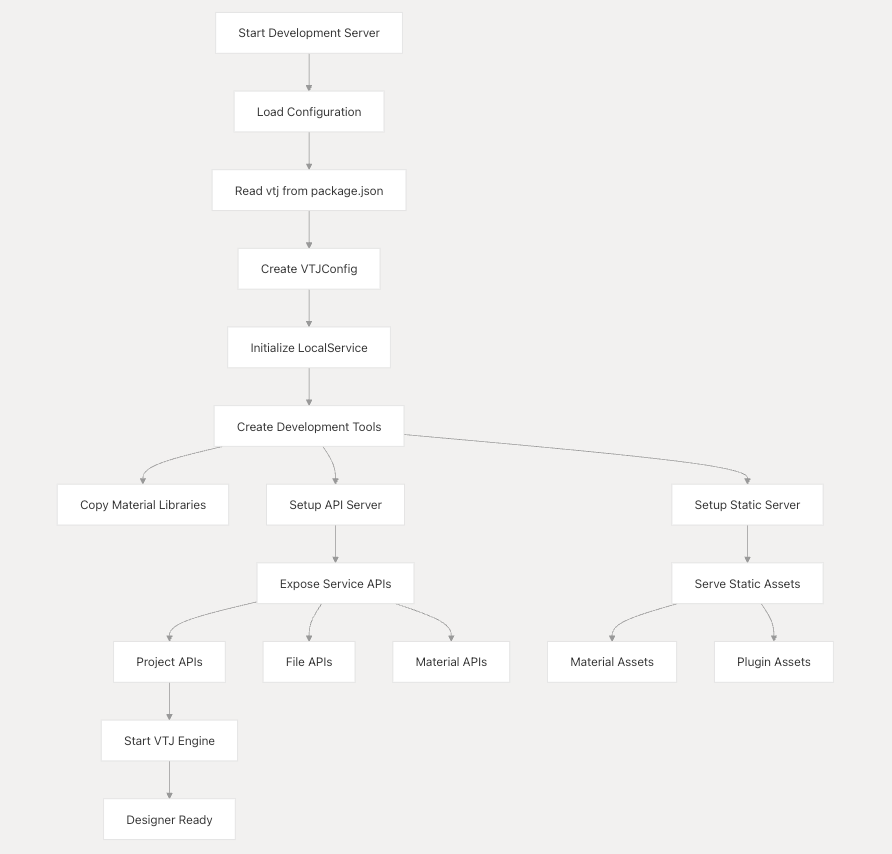 Start Development Server
Load Configuration
Read vtj from package.json
Create VTJConfig
Initialize LocalService
Create Development Tools
Copy Material Libraries
Setup API Server
Setup Static Server
Expose Service APIs
Serve Static Assets
Project APIs
File APIs
Material APIs
Material Assets
Plugin Assets
Start VTJ Engine
Designer Ready